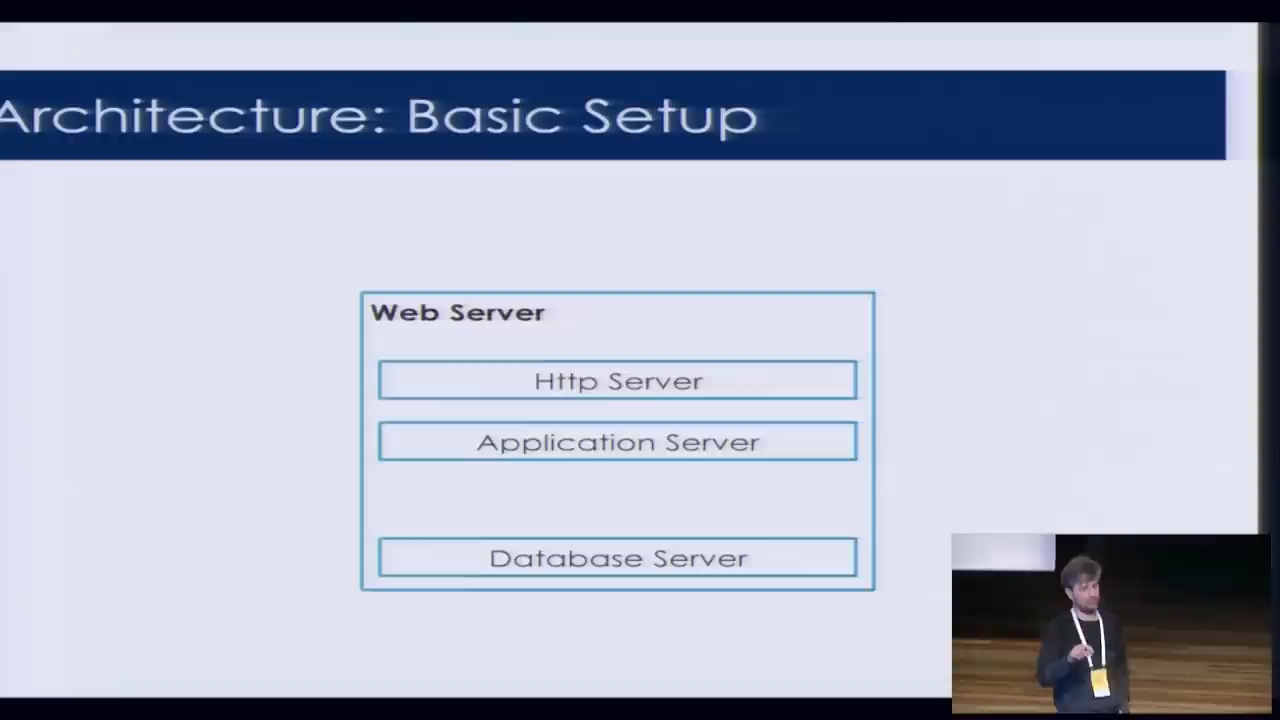 Architecture: Basic Setup
Web Server
Http Server
Application Server
Database Server